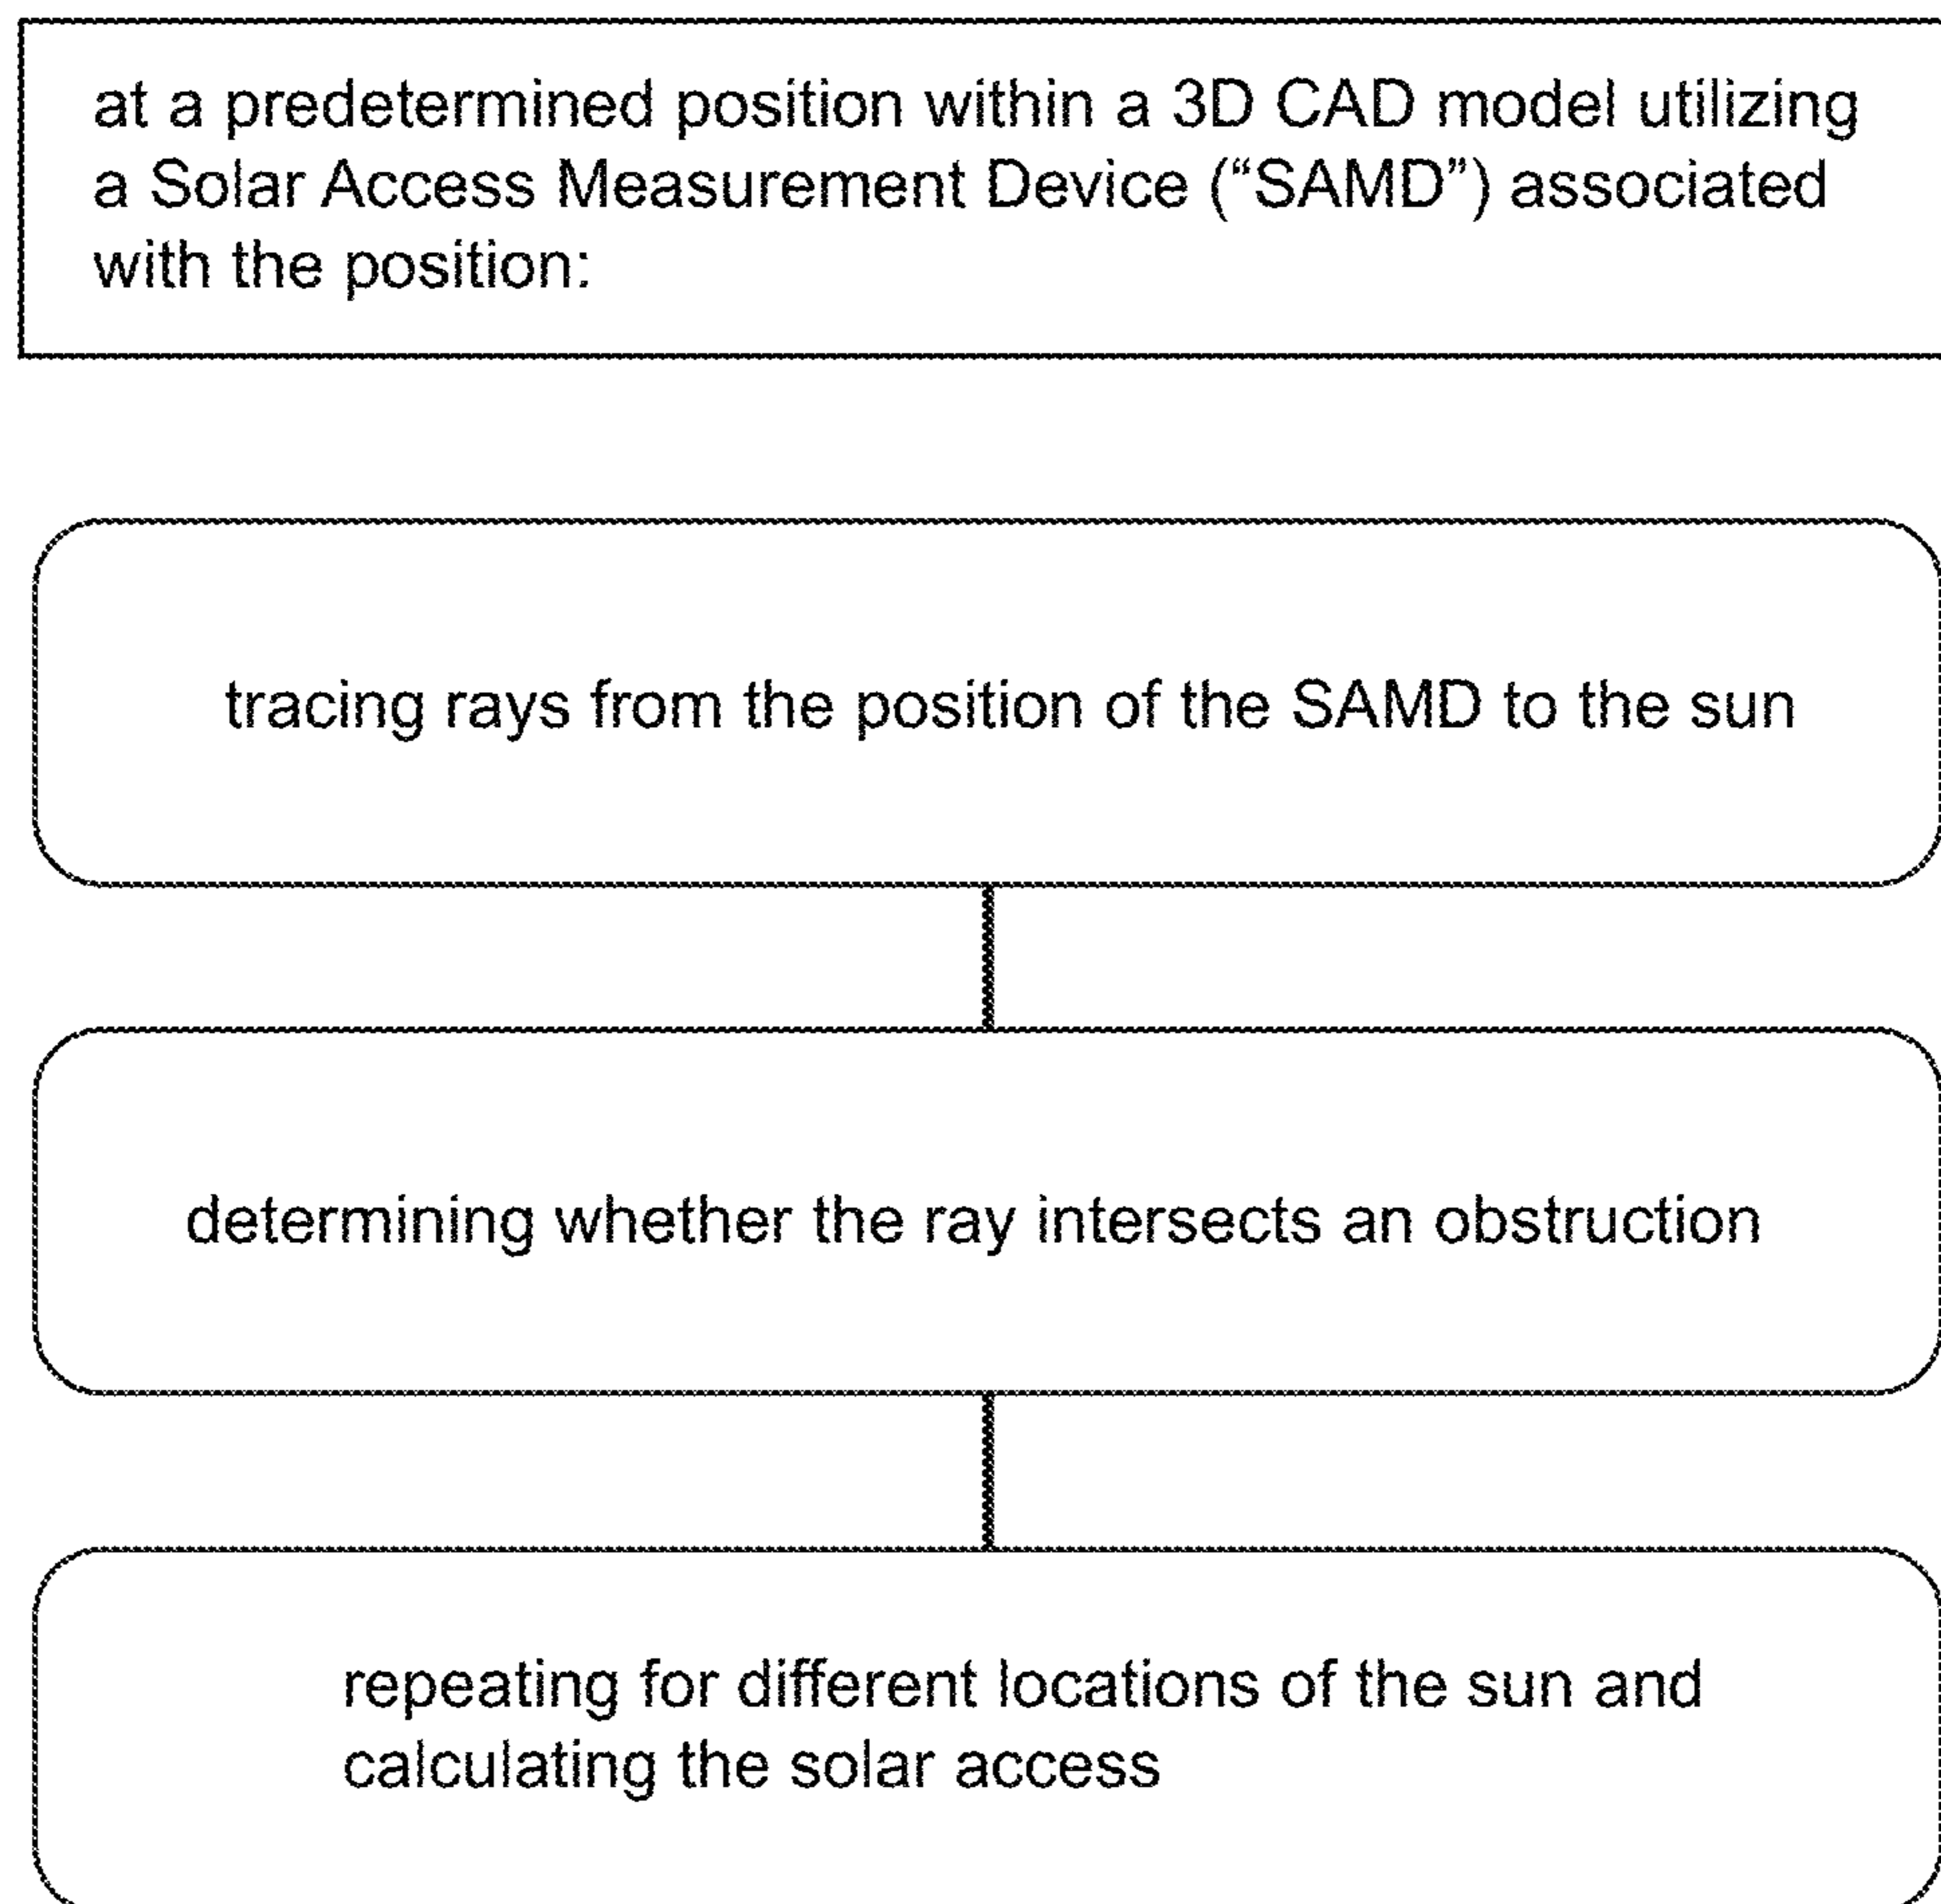 at a predetermined position within a 3D CAD model utilizing
a Solar Access Measurement Device (“SAMD”) associated
with the position:
tracing rays from the position of the SAMD to the sun
determining whether the ray intersects an obstruction
repeating for different locations of the sun and
calculating the solar access